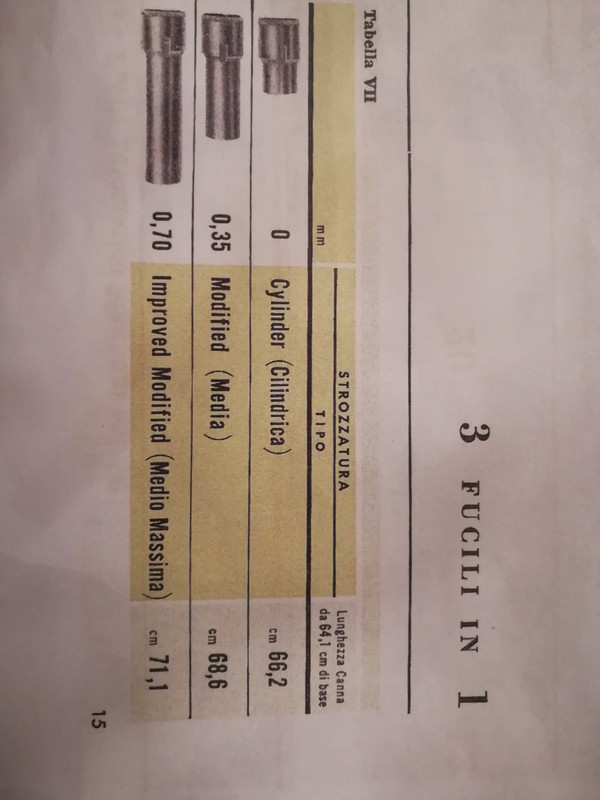 3 FUCILI IN 1
Tabella VII
STROZZATURA
Lunghezza Canna
da 64,1 cm di base
mm
TIPO
0 Cylinder (Cilindrica) cm 66,2
0,35 Modified (Media) cm 68,6
0,70 Improved Modified (Medio Massima) cm 71,1
15